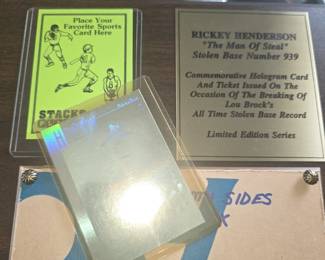 Place Your
Favorite Sports
Card Here
STACKS
RICKEY HENDERSON
"The Man Of Steal"
Stolen Base Number 939
Commemorative Hologram Card
And Ticket Issued On The
Occasion Of The Breaking Of
Lou Brock's
All Time Stolen Base Record
Limited Edition Series
SIDES